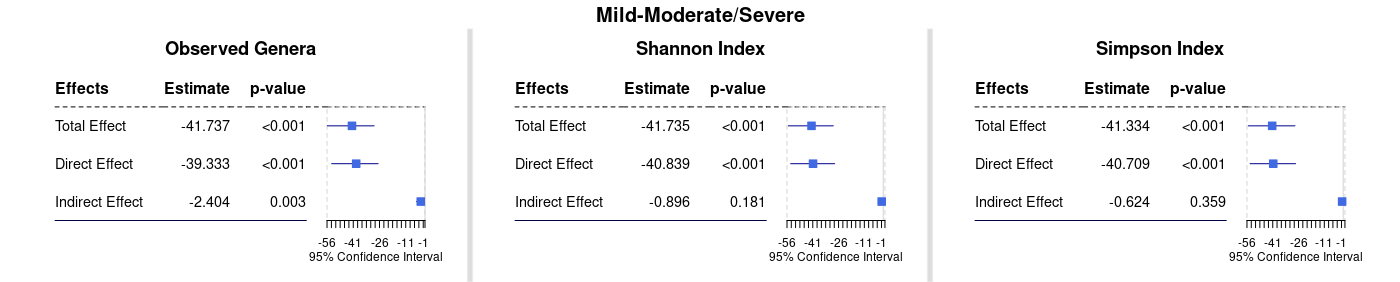 Mild-Moderate/Severe
Observed Genera
Effects Estimate p-value
Total Effect -41.737 <0.001
Direct Effect -39.333 <0.001
Indirect Effect -2.404 0.003
-56 -41 -26 -11 -1
95% Confidence Interval
Shannon Index
Effects Estimate p-value
Total Effect -41.735 <0.001
Direct Effect -40.839 <0.001
Indirect Effect -0.896 0.181
-56 -41 -26 -11 -1
95% Confidence Interval
Simpson Index
Effects Estimate p-value
Total Effect -41.334 <0.001
Direct Effect -40.709 <0.001
Indirect Effect -0.624 0.359
-56 -41 -26 -11 -1
95% Confidence Interval